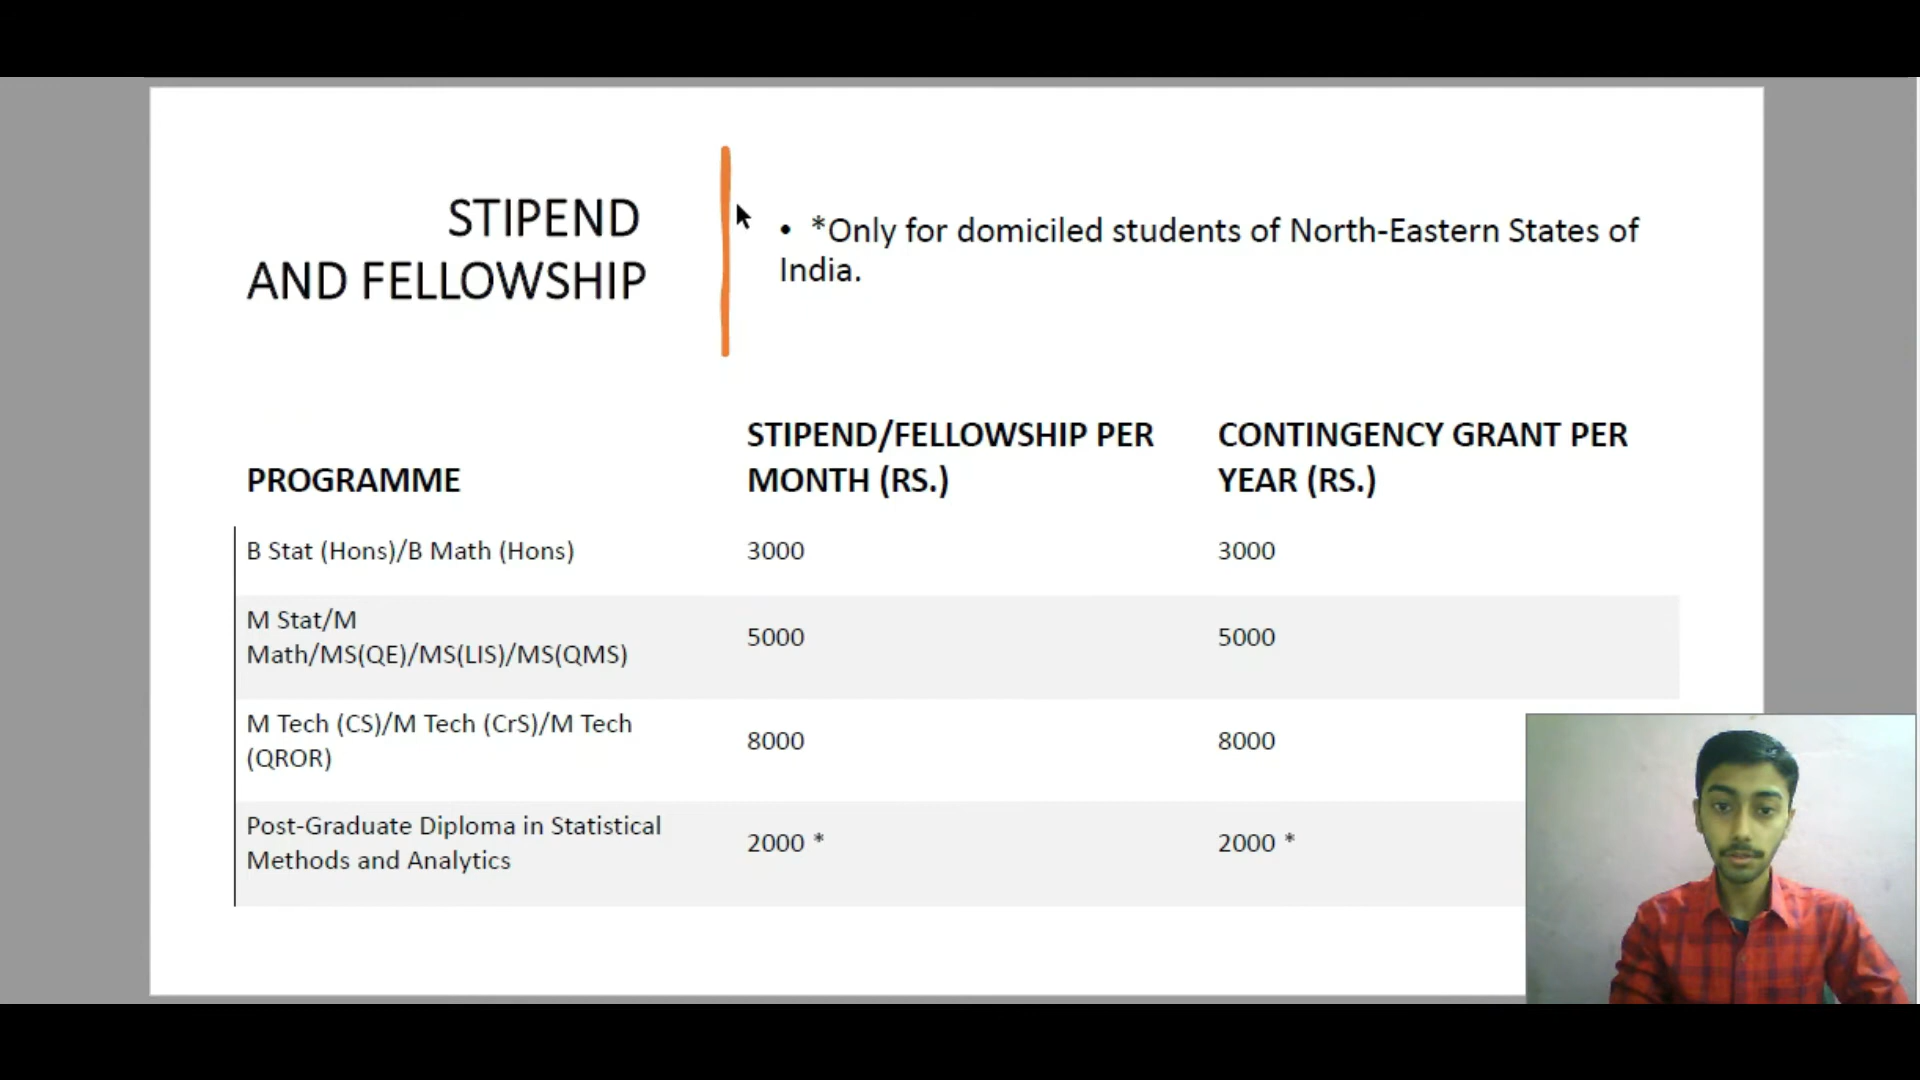 STIPEND
AND FELLOWSHIP
• *Only for domiciled students of North-Eastern States of
India.
PROGRAMME
STIPEND/FELLOWSHIP PER
MONTH (RS.)
CONTINGENCY GRANT PER
YEAR (RS.)
B Stat (Hons)/B Math (Hons)
3000
3000
M Stat/M
Math/MS(QE)/MS(LIS)/MS(QMS)
5000
5000
M Tech (CS)/M Tech (CrS)/M Tech
(QROR)
8000
8000
Post-Graduate Diploma in Statistical
Methods and Analytics
2000 *
2000 *